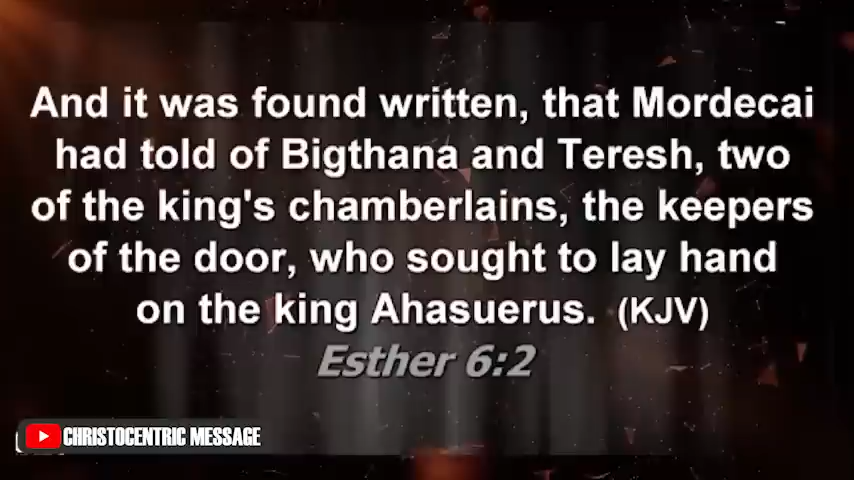 And it was found written, that Mordecai
had told of Bigthana and Teresh, two
of the king's chamberlains, the keepers
of the door, who sought to lay hand
on the king Ahasuerus. (KJV)
Esther 6:2
CHRISTOCENTRIC MESSAGE